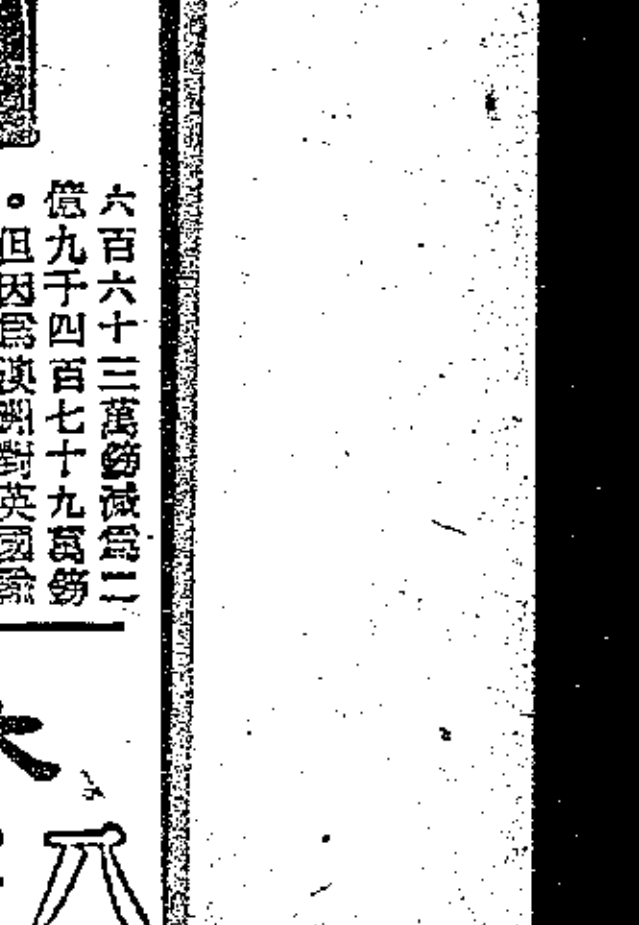 六百六十三萬鎊減爲二
億九千四百七十九萬鎊
。但因爲澳洲對英國輸
八